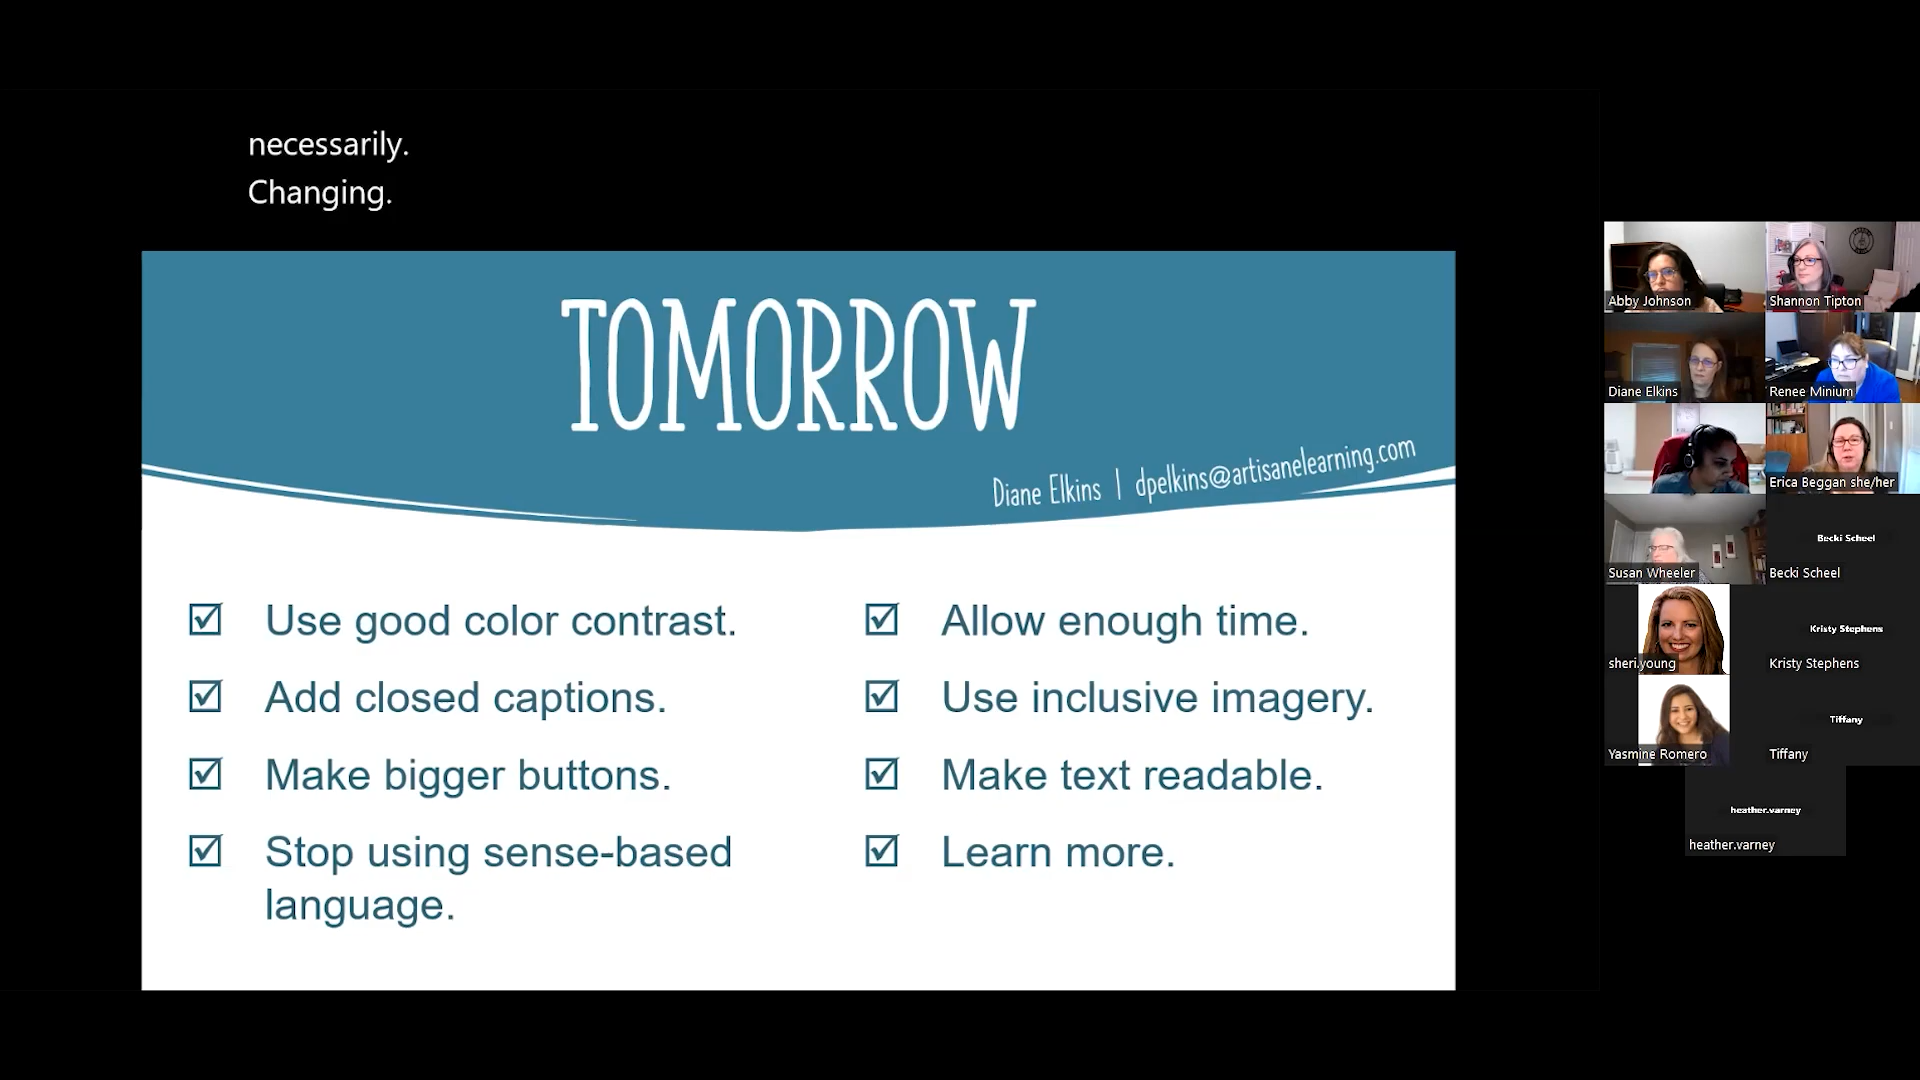 necessarily.
Changing.
TOMORROW
Diane Elkins | dpelkins@artisanelearning.com
Use good color contrast.
Add closed captions.
Make bigger buttons.
Stop using sense-based
language.
Allow enough time.
Use inclusive imagery.
Make text readable.
Learn more.
Abby Johnson
Shannon Tipton
Diane Elkins
Renee Minium
Erica Beggan she/her
Susan Wheeler
Becki Scheel
Becki Scheel
sheri.young
Kristy Stephens
Kristy Stephens
Yasmine Romero
Tiffany
Tiffany
heather.varney
heather.varney